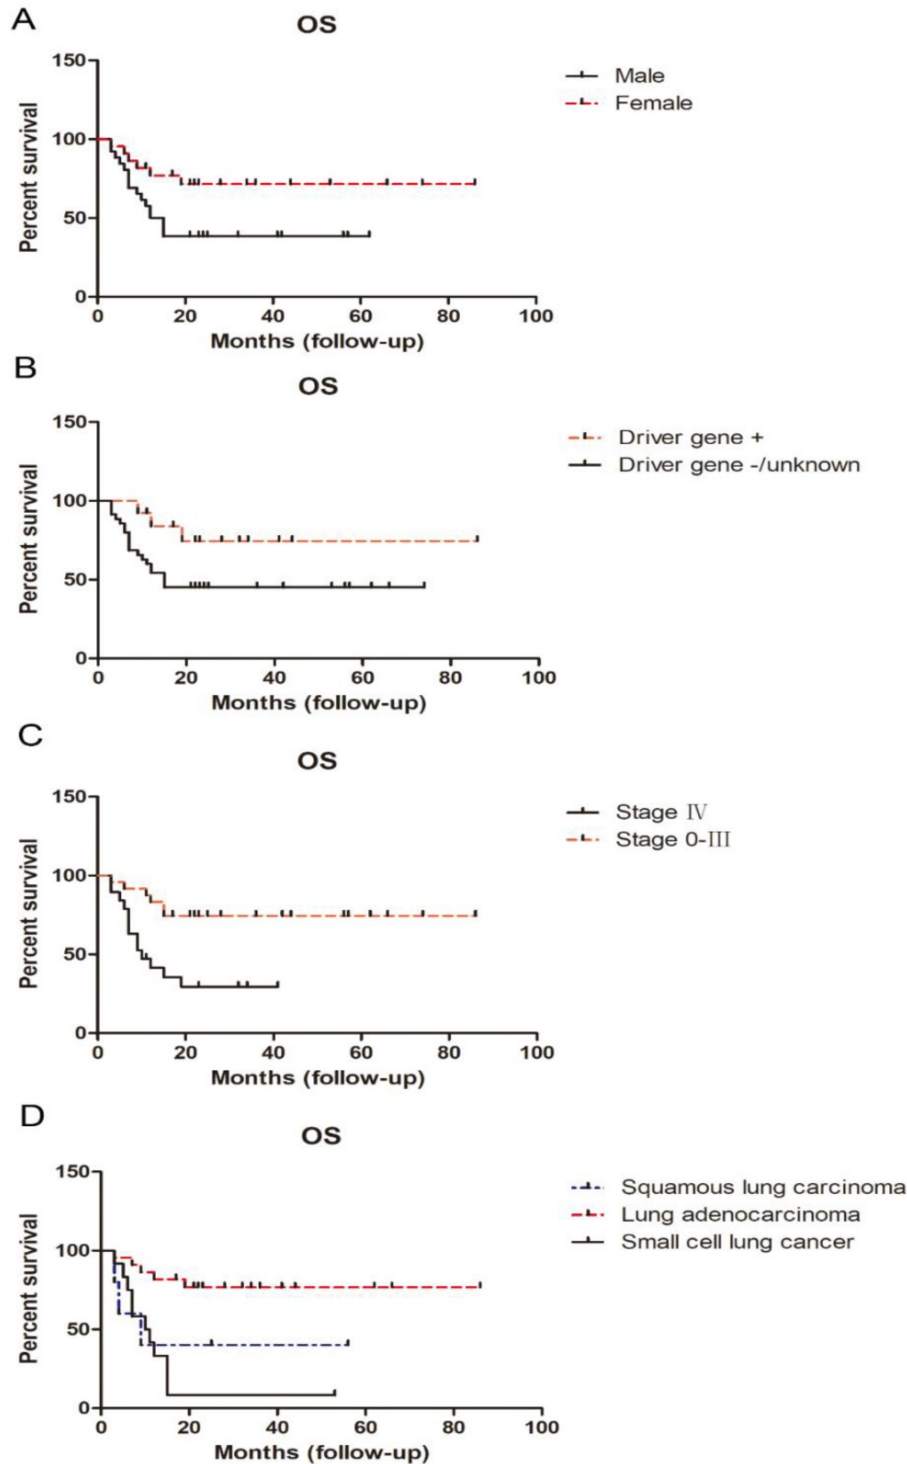 A
OS
150
100
50
0
Percent survival
0 20 40 60 80 100
Months (follow-up)
Male
Female
B
OS
150
100
50
0
Percent survival
0 20 40 60 80 100
Months (follow-up)
Driver gene +
Driver gene -/unknown
C
OS
150
100
50
0
Percent survival
0 20 40 60 80 100
Months (follow-up)
Stage Ⅳ
Stage 0-Ⅲ
D
OS
150
100
50
0
Percent survival
0 20 40 60 80 100
Months (follow-up)
Squamous lung carcinoma
Lung adenocarcinoma
Small cell lung cancer